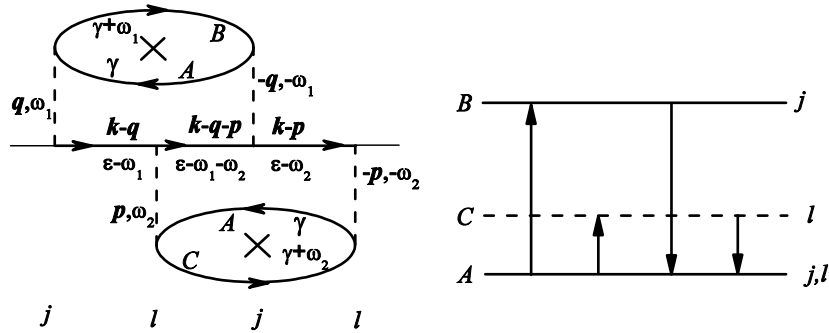 γ+ω₁ B
γ A
q,ω₁ -q,-ω₁
k-q k-q-p k-p
ε-ω₁ ε-ω₁-ω₂ ε-ω₂
p,ω₂ -p,-ω₂
A γ
C γ+ω₂
j l j l
B j
C l
A j,l